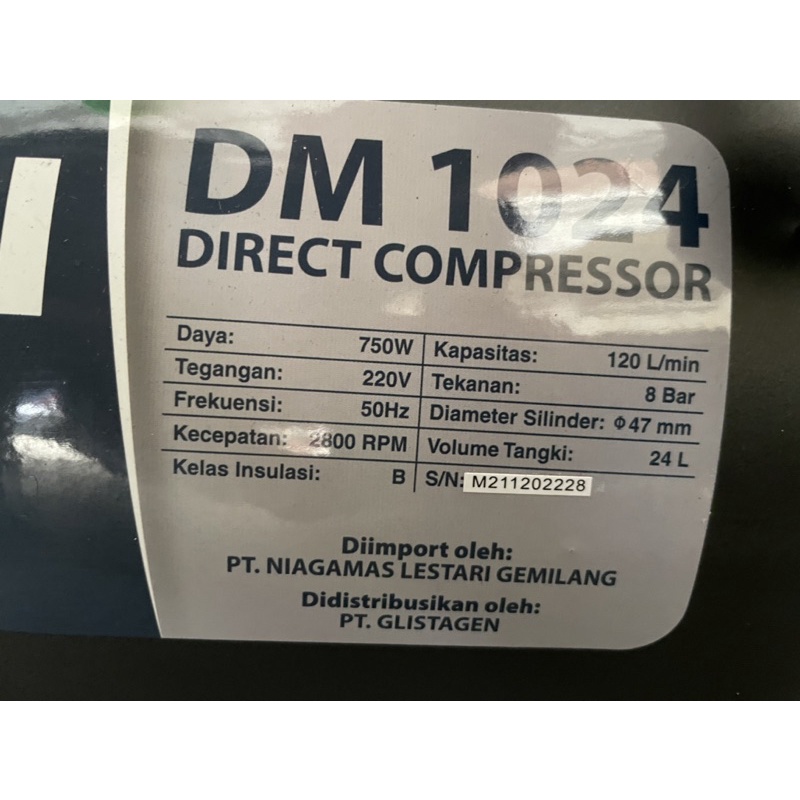 DM 1024
DIRECT COMPRESSOR
Daya: 750W
Tegangan: 220V
Frekuensi: 50Hz
Kecepatan: 2800 RPM
Kelas Insulasi: B
Kapasitas: 120 L/min
Tekanan: 8 Bar
Diameter Silinder: Φ47 mm
Volume Tangki: 24 L
S/N: M211202228
Diimport oleh:
PT. NIAGAMAS LESTARI GEMILANG
Didistribusikan oleh:
PT. GLISTAGEN